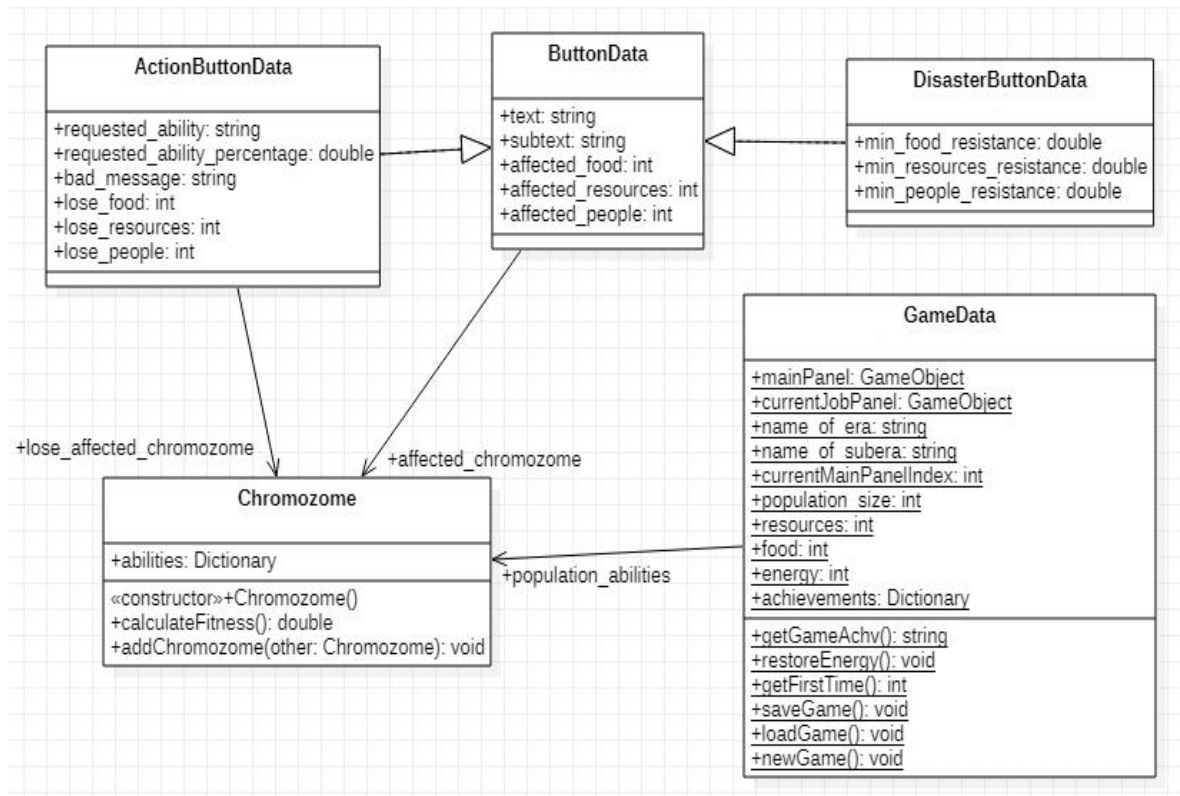 ActionButtonData
+requested_ability: string
+requested_ability_percentage: double
+bad_message: string
+lose_food: int
+lose_resources: int
+lose_people: int
ButtonData
+text: string
+subtext: string
+affected_food: int
+affected_resources: int
+affected_people: int
DisasterButtonData
+min_food_resistance: double
+min_resources_resistance: double
+min_people_resistance: double
+lose_affected_chromozome
+affected_chromozome
Chromozome
+abilities: Dictionary
«constructor»+Chromozome()
+calculateFitness(): double
+addChromozome(other: Chromozome): void
+population_abilities
GameData
+mainPanel: GameObject
+currentJobPanel: GameObject
+name_of_era: string
+name_of_subera: string
+currentMainPanelIndex: int
+population_size: int
+resources: int
+food: int
+energy: int
+achievements: Dictionary
+getGameAchv(): string
+restoreEnergy(): void
+getFirstTime(): int
+saveGame(): void
+loadGame(): void
+newGame(): void